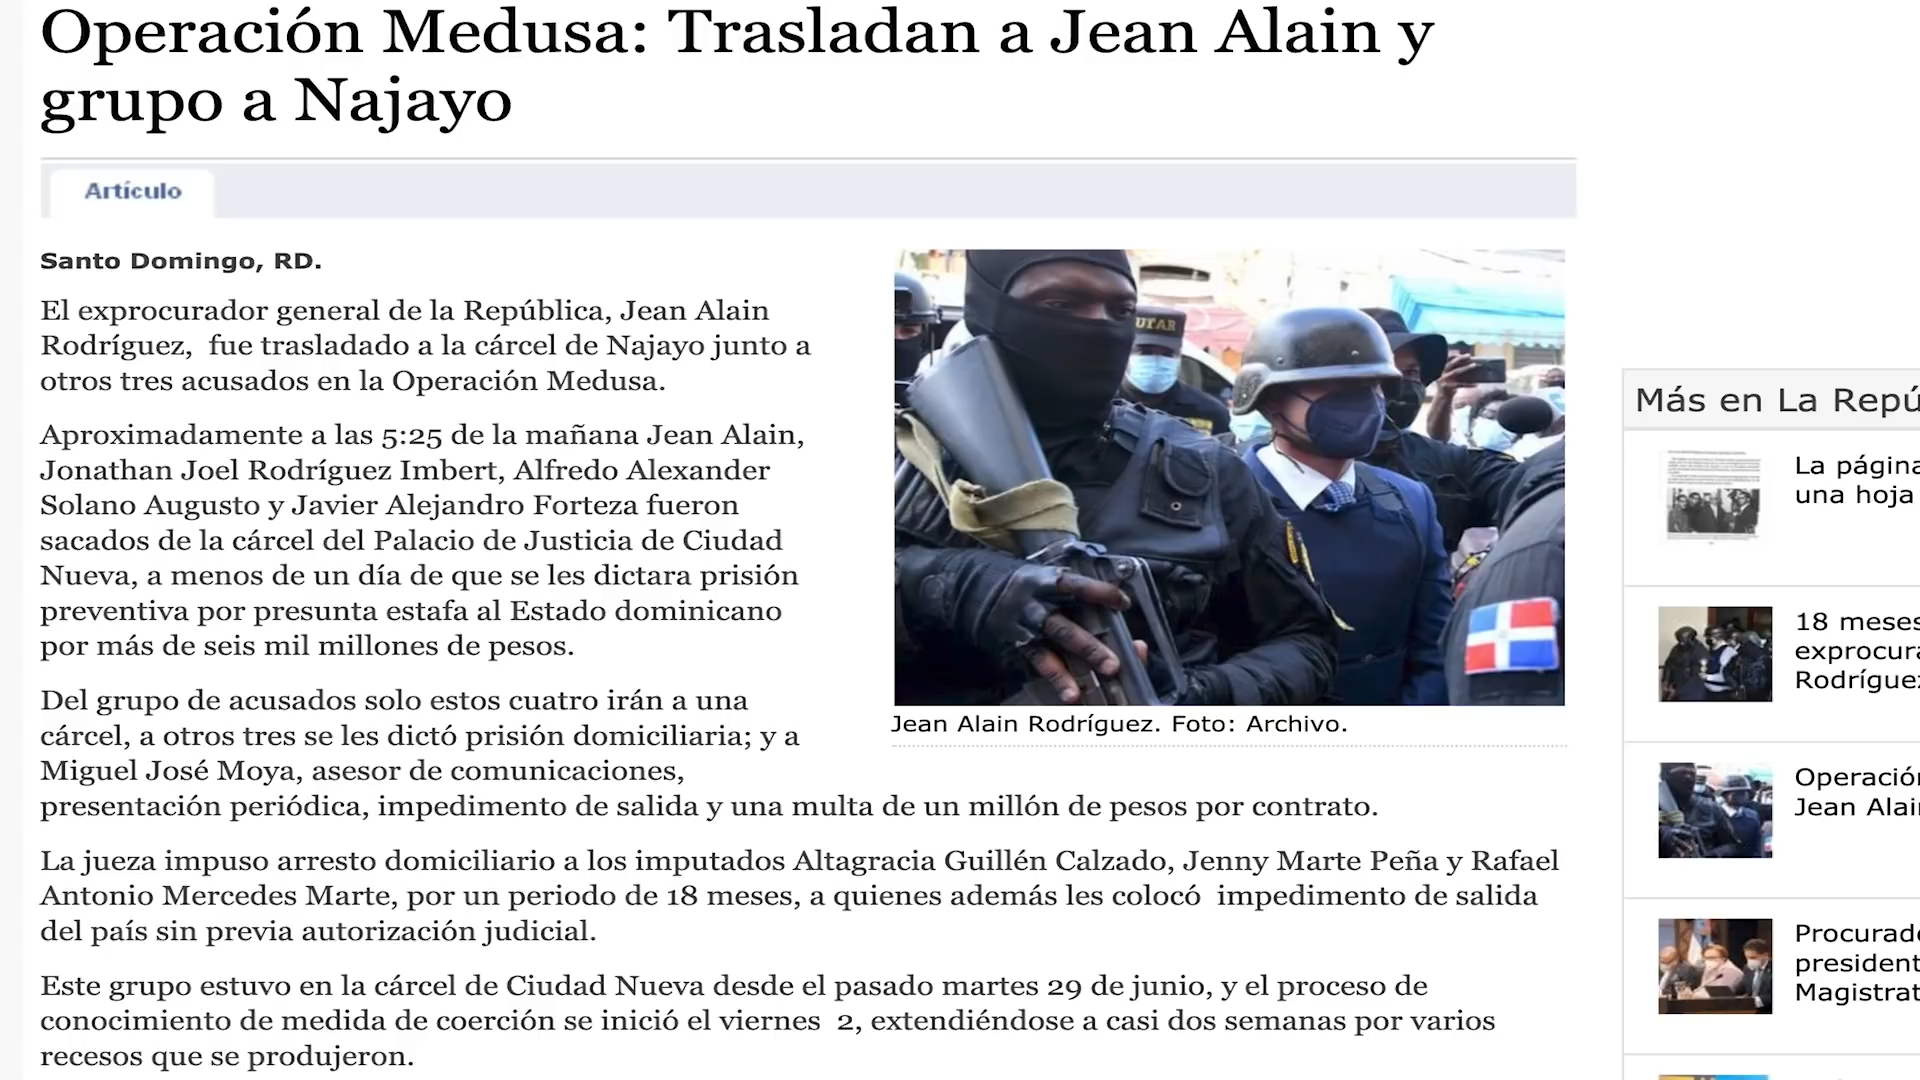 Operación Medusa: Trasladan a Jean Alain y
grupo a Najayo
Artículo
Santo Domingo, RD.
El exprocurador general de la República, Jean Alain
Rodríguez,  fue trasladado a la cárcel de Najayo junto a
otros tres acusados en la Operación Medusa.
Aproximadamente a las 5:25 de la mañana Jean Alain,
Jonathan Joel Rodríguez Imbert, Alfredo Alexander
Solano Augusto y Javier Alejandro Forteza fueron
sacados de la cárcel del Palacio de Justicia de Ciudad
Nueva, a menos de un día de que se les dictara prisión
preventiva por presunta estafa al Estado dominicano
por más de seis mil millones de pesos.
Del grupo de acusados solo estos cuatro irán a una
cárcel, a otros tres se les dictó prisión domiciliaria; y a
Miguel José Moya, asesor de comunicaciones,
presentación periódica, impedimento de salida y una multa de un millón de pesos por contrato.
La jueza impuso arresto domiciliario a los imputados Altagracia Guillén Calzado, Jenny Marte Peña y Rafael
Antonio Mercedes Marte, por un periodo de 18 meses, a quienes además les colocó  impedimento de salida
del país sin previa autorización judicial.
Este grupo estuvo en la cárcel de Ciudad Nueva desde el pasado martes 29 de junio, y el proceso de
conocimiento de medida de coerción se inició el viernes  2, extendiéndose a casi dos semanas por varios
recesos que se produjeron.
Jean Alain Rodríguez. Foto: Archivo.
Más en La Repú
La página
una hoja
18 meses
exprocura
Rodríguez
Operación
Jean Alain
Procurado
president
Magistrat